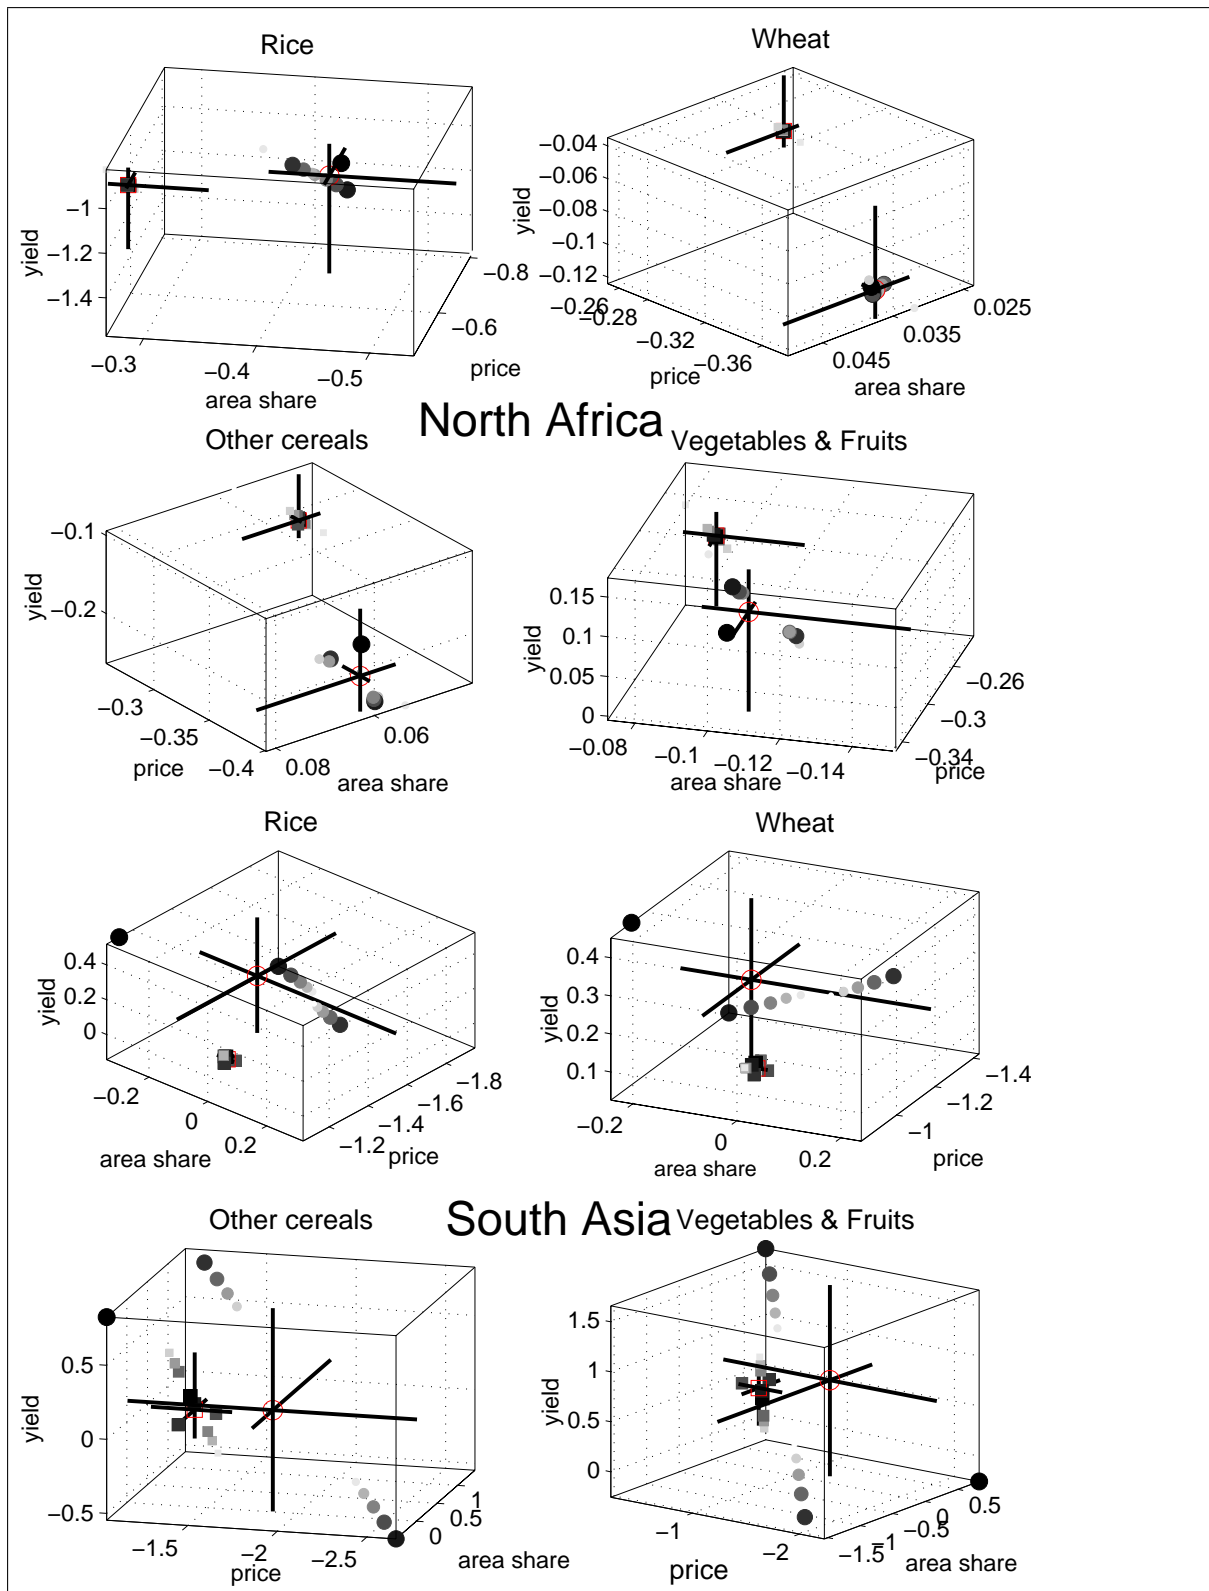 Rice
−1
−1.2
−1.4
yield
−0.3
−0.4
−0.5
area share
−0.8
−0.6
price
Wheat
−0.04
−0.06
−0.08
−0.1
−0.12
yield
−0.26
−0.28
−0.32
−0.36
price
0.045
0.035
0.025
area share
North Africa
Other cereals
−0.1
−0.2
yield
−0.3
−0.35
−0.4
price
0.08
0.06
area share
Vegetables & Fruits
0.15
0.1
0.05
0
yield
−0.08
−0.1
−0.12
−0.14
area share
−0.26
−0.3
−0.34
price
Rice
0.4
0.2
0
yield
−0.2
0
0.2
area share
−1.8
−1.6
−1.4
−1.2
price
Wheat
0.4
0.3
0.2
0.1
yield
−0.2
0
0.2
area share
−1.4
−1.2
−1
price
South Asia
Other cereals
0.5
0
−0.5
yield
−1.5
−2
−2.5
price
1
0.5
0
area share
Vegetables & Fruits
1.5
1
0.5
0
yield
−1
−2
price
0.5
0
−0.5
−1
−1.5
area share